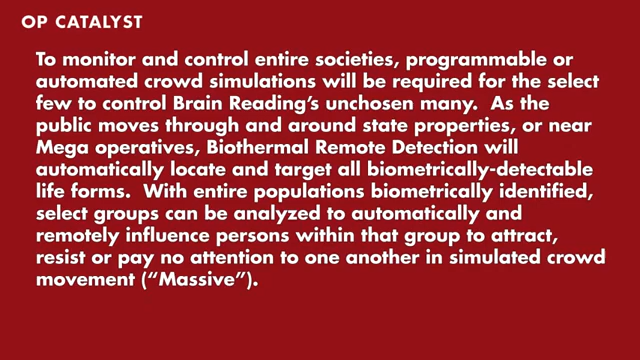 OP CATALYST
To monitor and control entire societies, programmable or
automated crowd simulations will be required for the select
few to control Brain Reading's unchosen many.  As the
public moves through and around state properties, or near
Mega operatives, Biothermal Remote Detection will
automatically locate and target all biometrically-detectable
life forms.  With entire populations biometrically identified,
select groups can be analyzed to automatically and
remotely influence persons within that group to attract,
resist or pay no attention to one another in simulated crowd
movement (“Massive”).